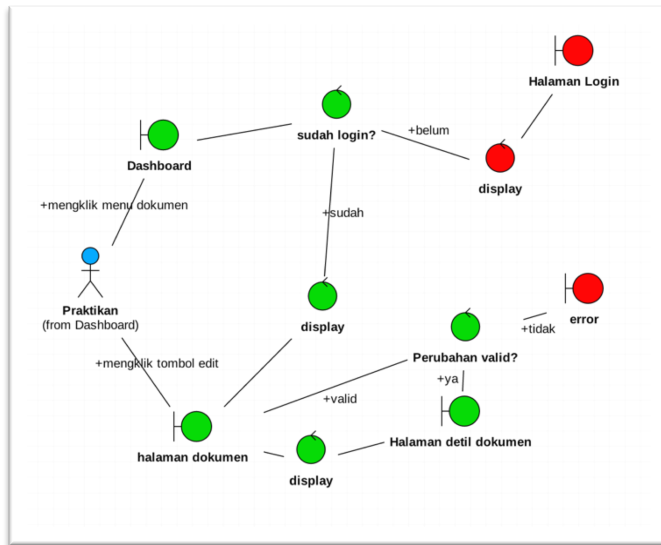 Halaman Login
sudah login?
+belum
Dashboard
display
+mengklik menu dokumen
+sudah
Praktikan
(from Dashboard)
display
error
+tidak
Perubahan valid?
+mengklik tombol edit
+ya
+valid
halaman dokumen
Halaman detil dokumen
display